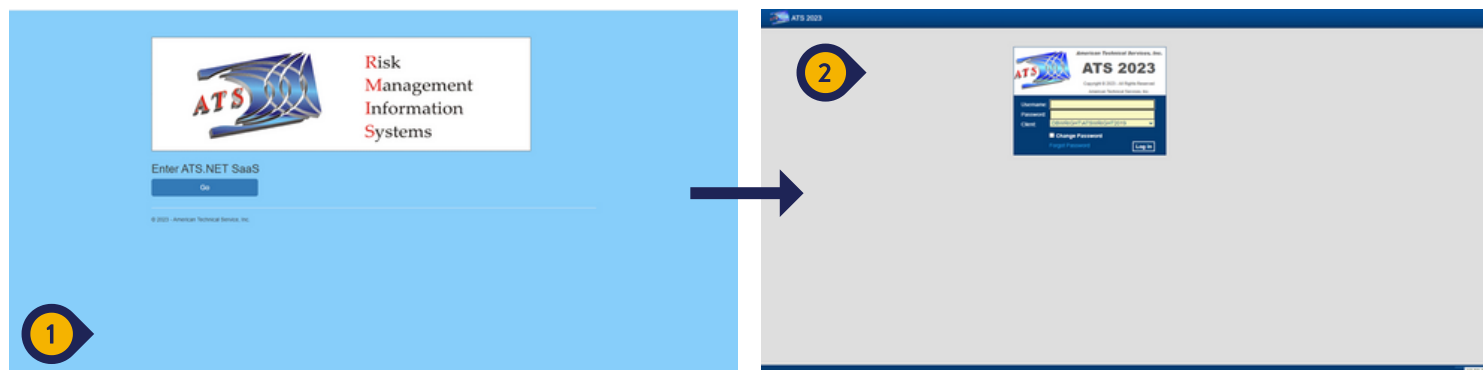 ATS
Risk
Management
Information
Systems
Enter ATS.NET SaaS
Go
© 2023 - American Technical Service, Inc
1
ATS 2023
2
ATS
American Technical Services, Inc.
ATS 2023
Copyright © 2023 - All Rights Reserved
American Technical Services, Inc.
Username
Password
Client
Change Password
Forgot Password
Log in